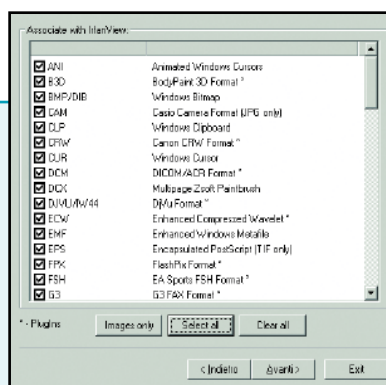 Associate with IrfanView:
ANI Animated Windows Cursors
B3D BodyPaint 3D Format *
BMP/DIB Windows Bitmap
CAM Casio Camera Format (JPG only)
CLP Windows Clipboard
CRW Canon CRW Format *
CUR Windows Cursor
DCM DICOM/ACR Format *
DCX Multipage Zsoft Paintbrush
DJVU/IW44 DjVu Format *
ECW Enhanced Compressed Wavelet *
EMF Enhanced Windows Metafile
EPS Encapsulated PostScript (TIF only)
FPX FlashPix Format *
FSH EA Sports FSH Format *
G3 G3 FAX Format *
* - PlugIns Images only Select all Clear all
< Indietro Avanti > Exit